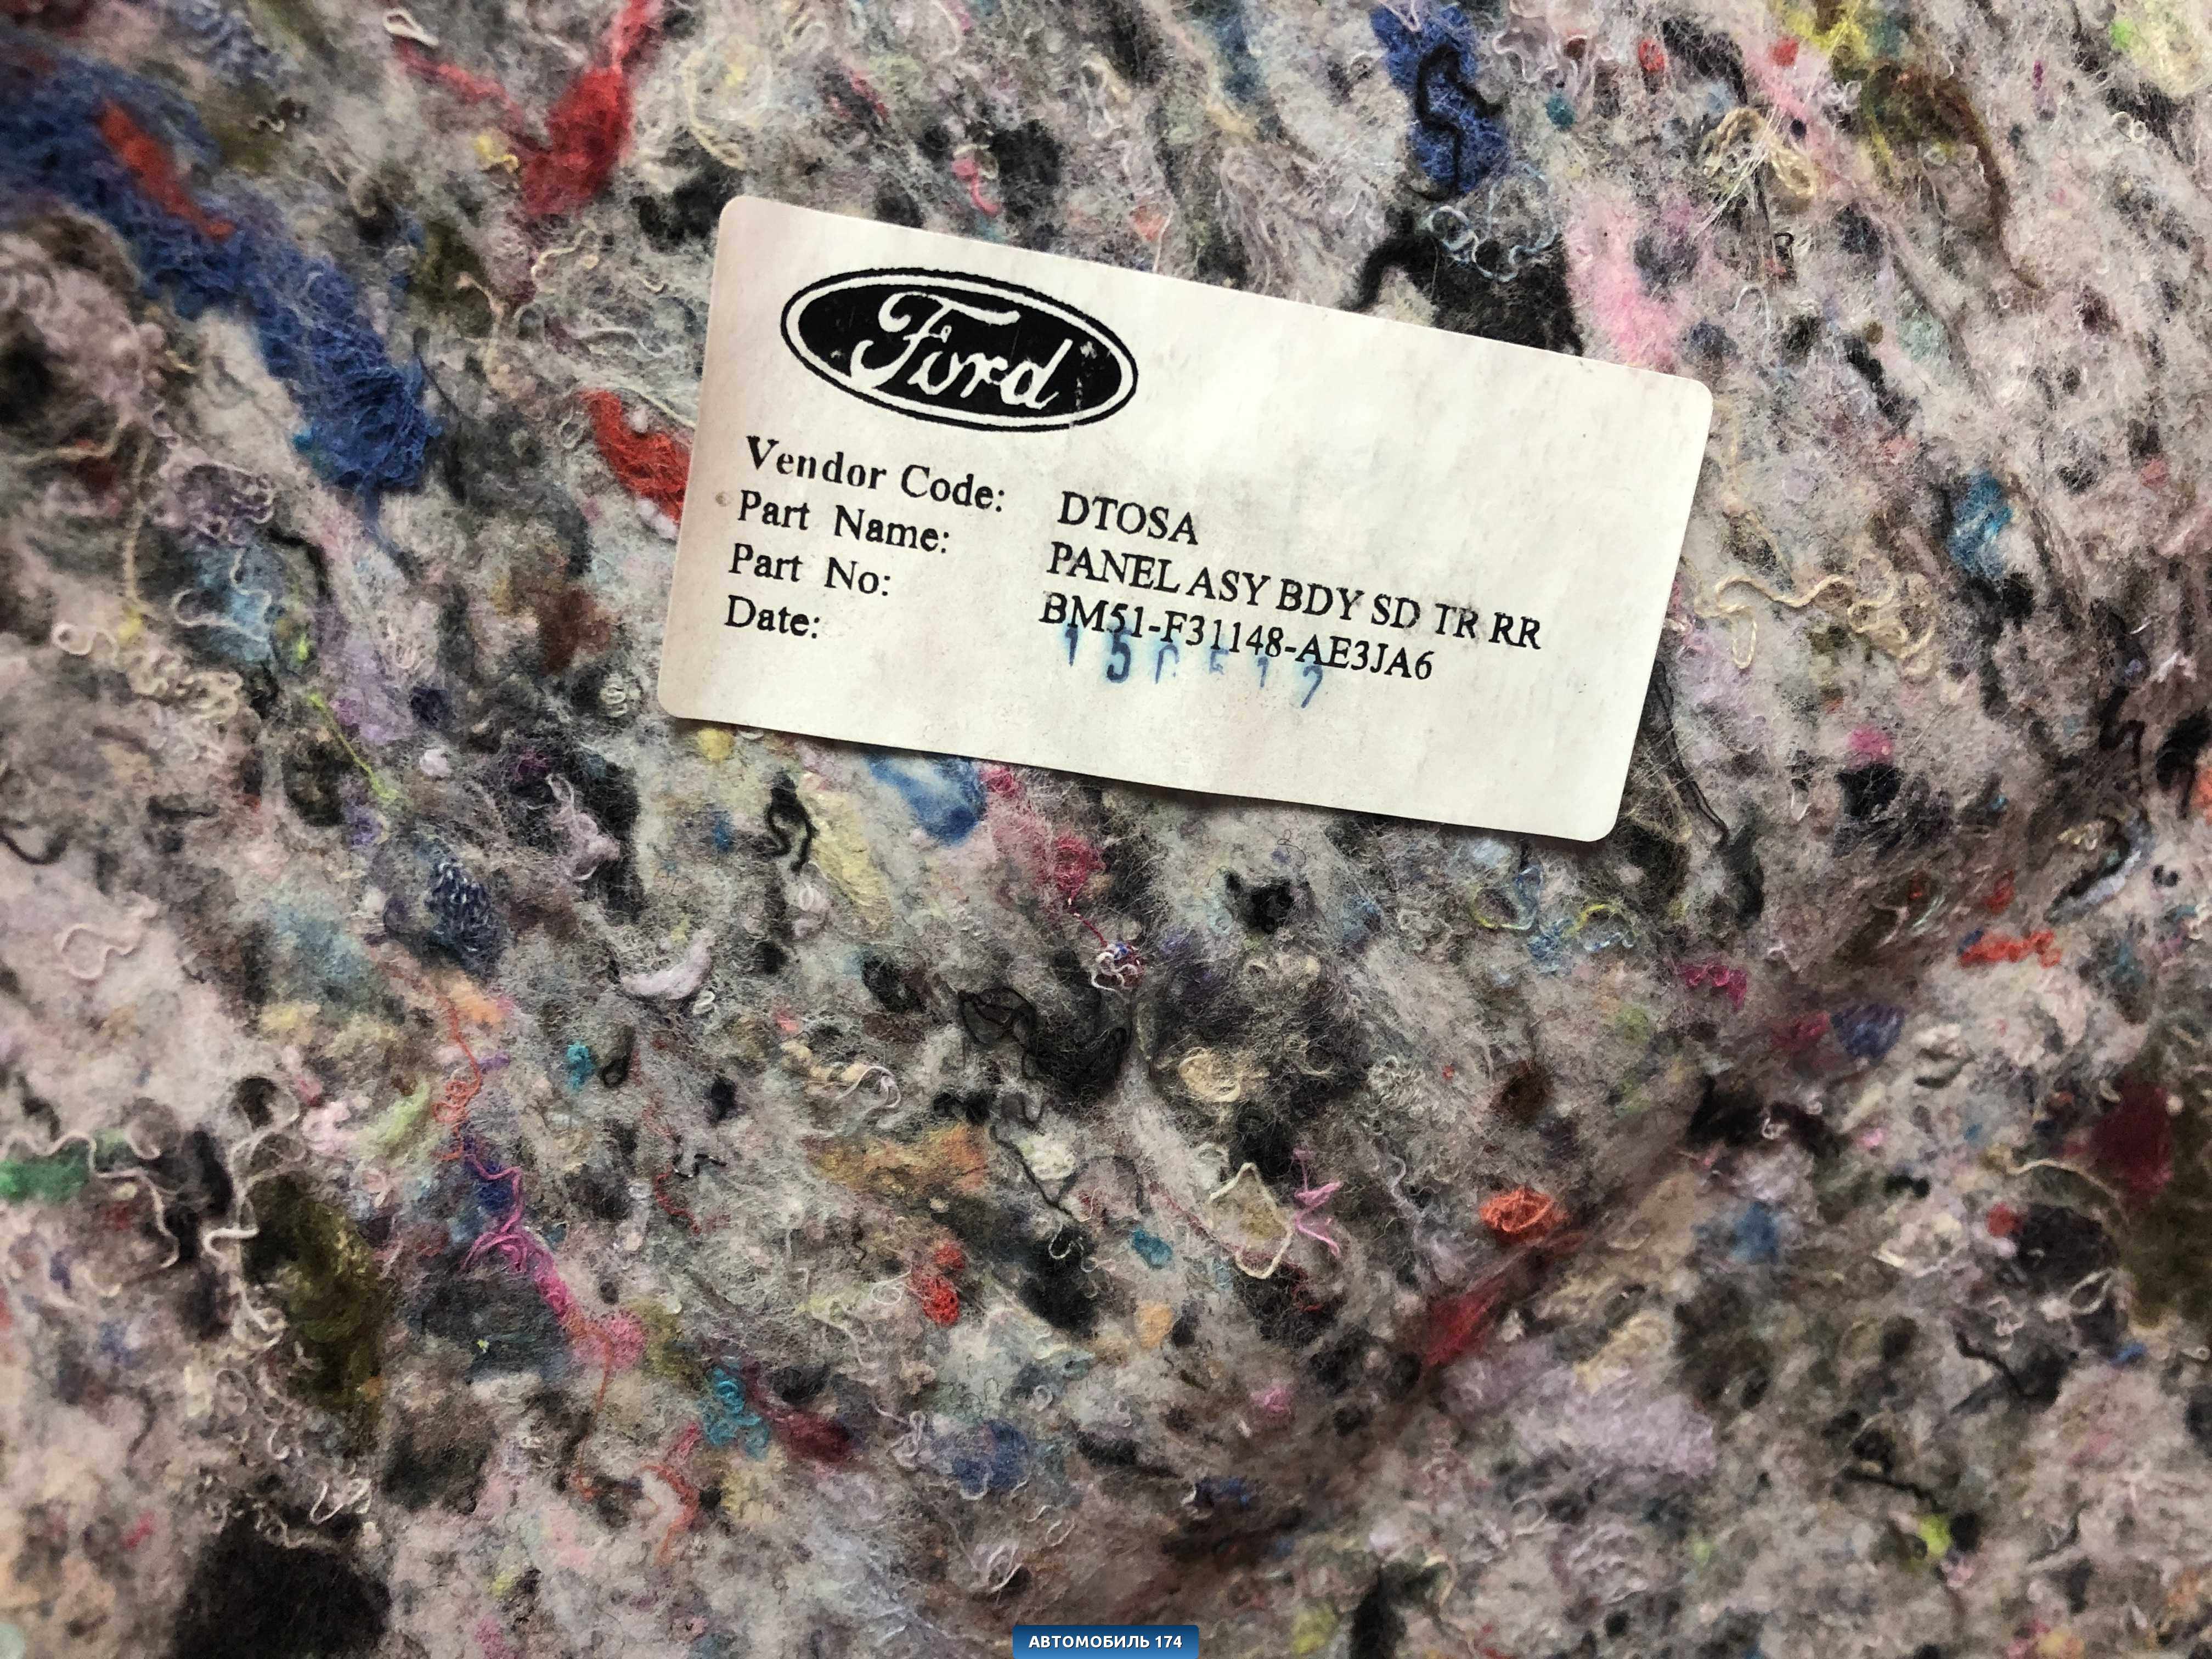 Ford
Vendor Code: DTOSA
Part Name: PANEL ASY BDY SD TR RR
Part No: BM51-F31148-AE3JA6
Date:
АВТОМОБИЛЬ 174